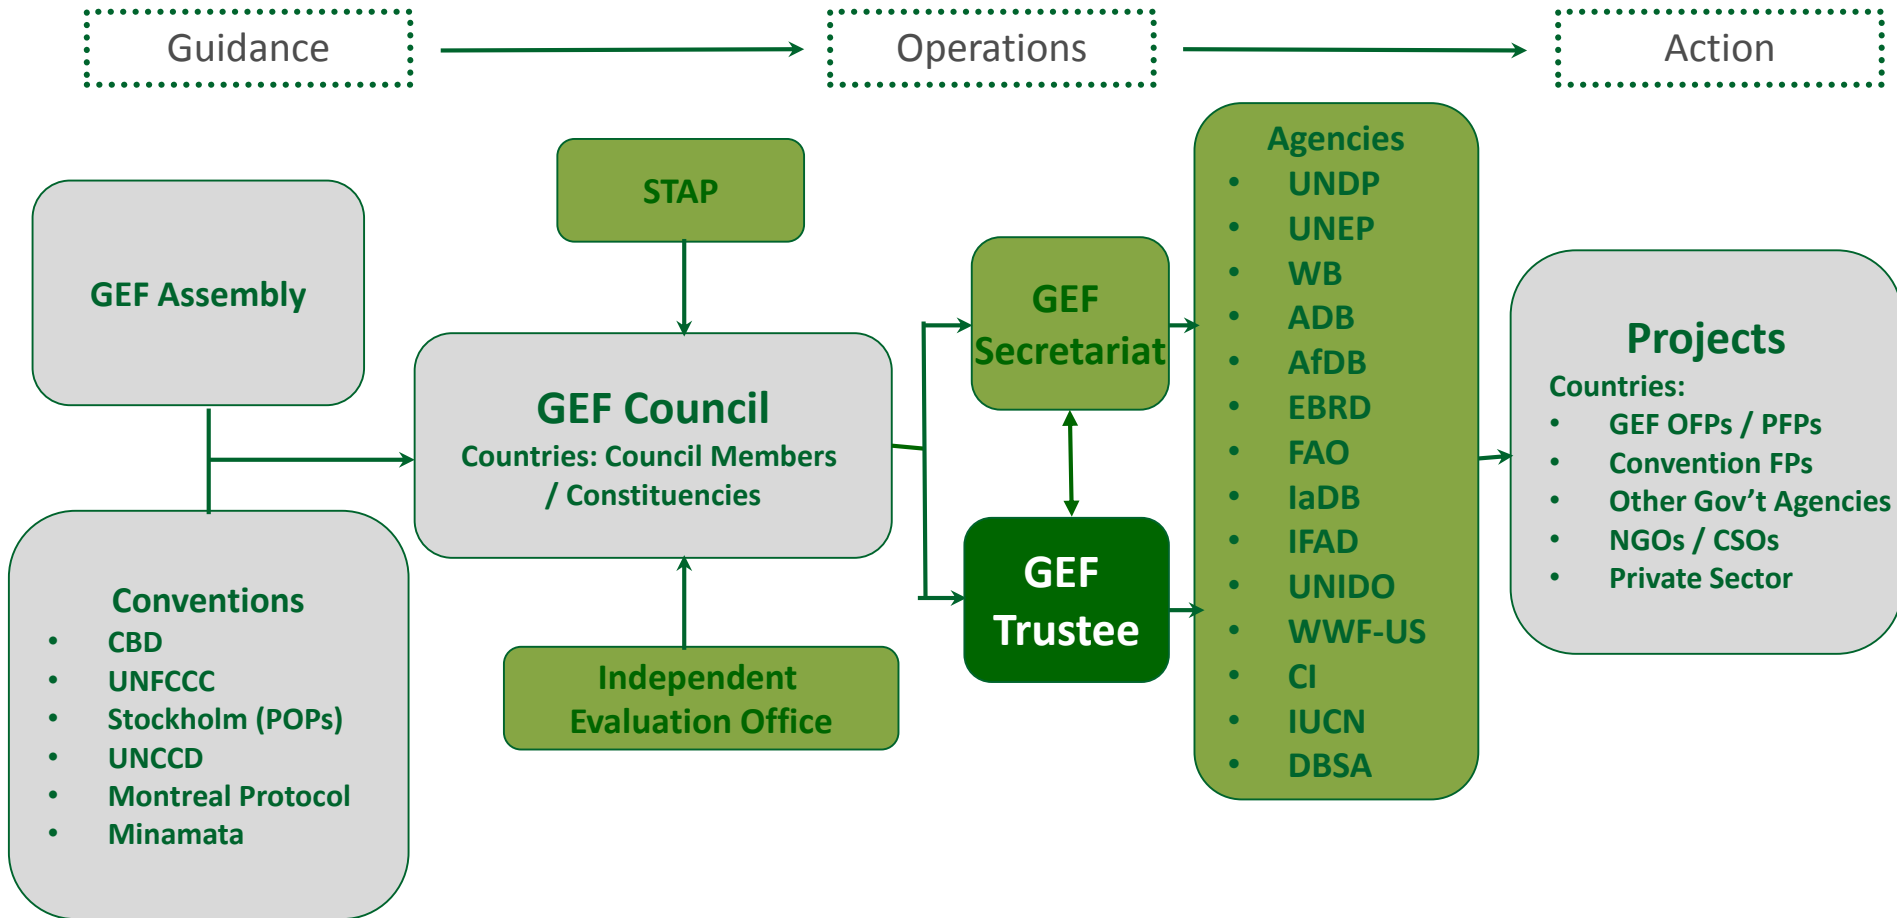 Guidance
Operations
Action
GEF Assembly
Conventions
• CBD
• UNFCCC
• Stockholm (POPs)
• UNCCD
• Montreal Protocol
• Minamata
STAP
GEF Council
Countries: Council Members
/ Constituencies
Independent
Evaluation Office
GEF
Secretariat
GEF
Trustee
Agencies
• UNDP
• UNEP
• WB
• ADB
• AfDB
• EBRD
• FAO
• IaDB
• IFAD
• UNIDO
• WWF-US
• CI
• IUCN
• DBSA
Projects
Countries:
• GEF OFPs / PFPs
• Convention FPs
• Other Gov’t Agencies
• NGOs / CSOs
• Private Sector